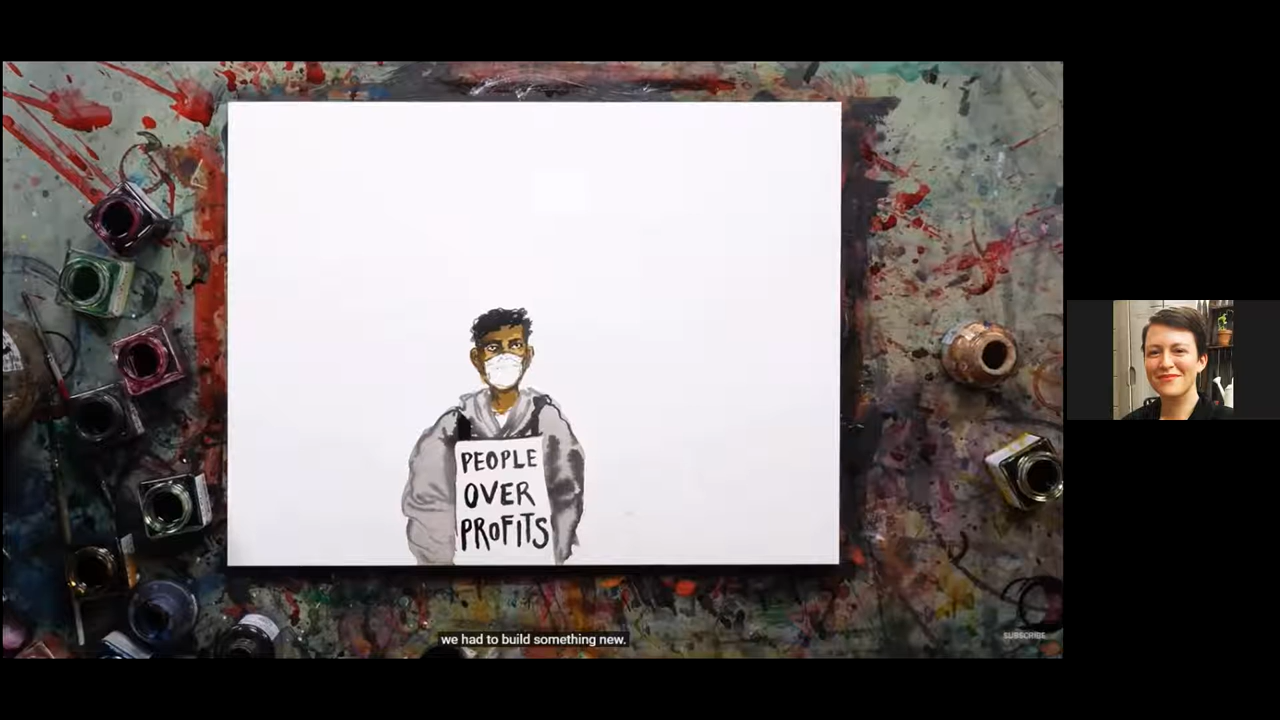 PEOPLE
OVER
PROFITS
we had to build something new.
SUBSCRIBE